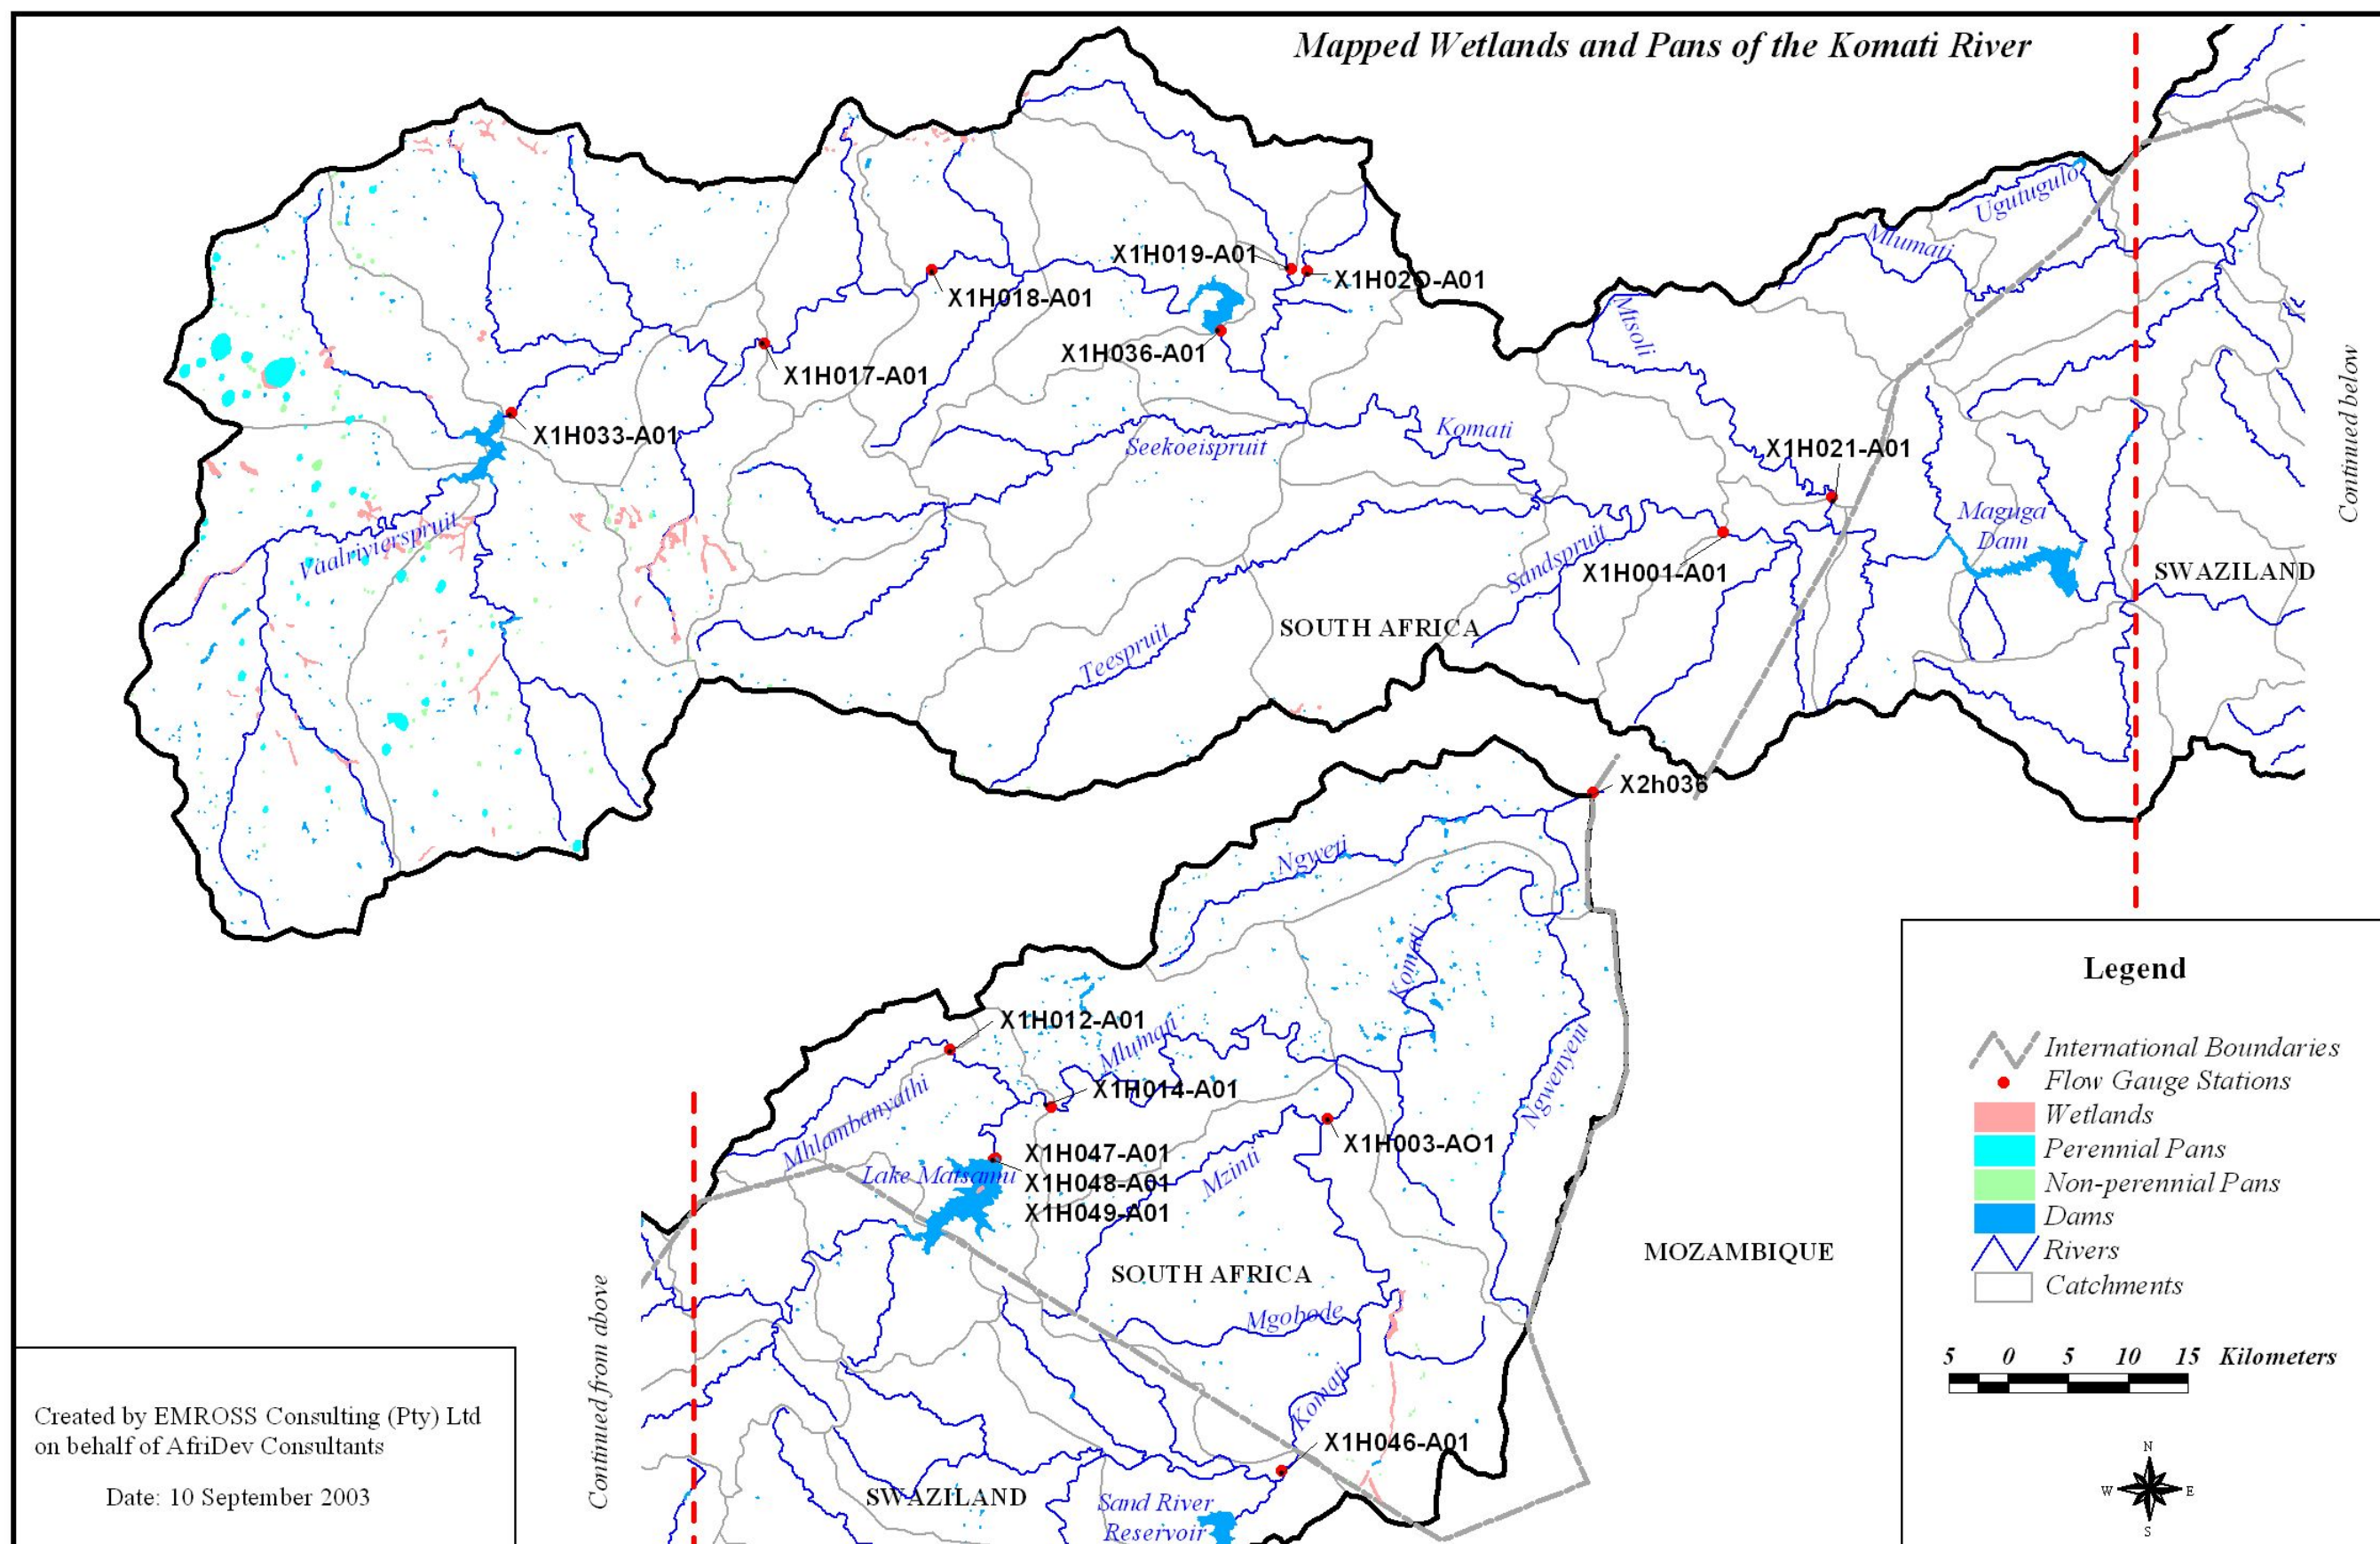 Mapped Wetlands and Pans of the Komati River
Ugutugulo
Mlumati
X1H019-A01
X1H020-A01
X1H018-A01
Mtsoli
X1H036-A01
X1H017-A01
Continued below
X1H033-A01
Komati
Seekoeispruit
X1H021-A01
Maguga
Dam
Vaalrivierspruit
Sandspruit
X1H001-A01
SWAZILAND
SOUTH AFRICA
Teespruit
X2h036
Ngweti
Komati
X1H012-A01
Mlumati
X1H014-A01
Ngwenyeni
Mhlambanyathi
X1H003-AO1
X1H047-A01
Lake Matsamu
X1H048-A01
Mzinti
X1H049-A01
MOZAMBIQUE
SOUTH AFRICA
Mgobode
Continued from above
Komati
X1H046-A01
SWAZILAND
Sand River
Reservoir
Legend
International Boundaries
Flow Gauge Stations
Wetlands
Perennial Pans
Non-perennial Pans
Dams
Rivers
Catchments
5 0 5 10 15 Kilometers
N
W E
S
Created by EMROSS Consulting (Pty) Ltd
on behalf of AfriDev Consultants
Date: 10 September 2003